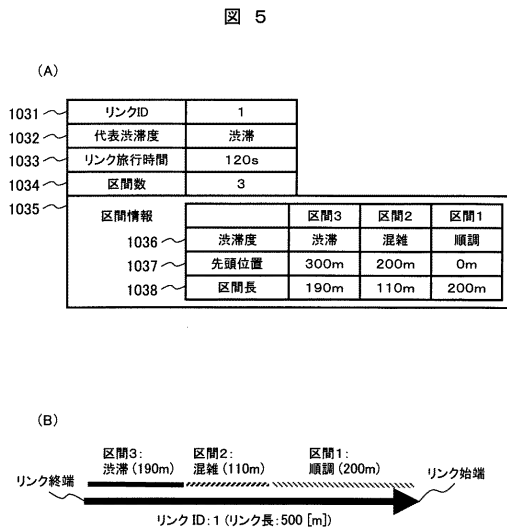 図 5
(A)
1031 リンクID 1
1032 代表渋滞度 渋滞
1033 リンク旅行時間 120s
1034 区間数 3
1035 区間情報 区間3 区間2 区間1
1036 渋滞度 渋滞 混雑 順調
1037 先頭位置 300m 200m 0m
1038 区間長 190m 110m 200m
(B)
区間3: 区間2: 区間1:
渋滞(190m) 混雑(110m) 順調(200m)
リンク終端 リンク始端
リンクID:1(リンク長:500 [m])